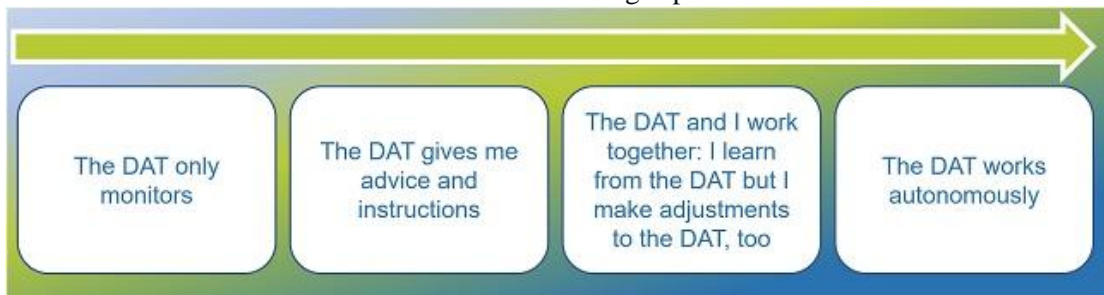 The DAT only
monitors
The DAT gives me
advice and
instructions
The DAT and I work
together: I learn
from the DAT but I
make adjustments
to the DAT, too
The DAT works
autonomously